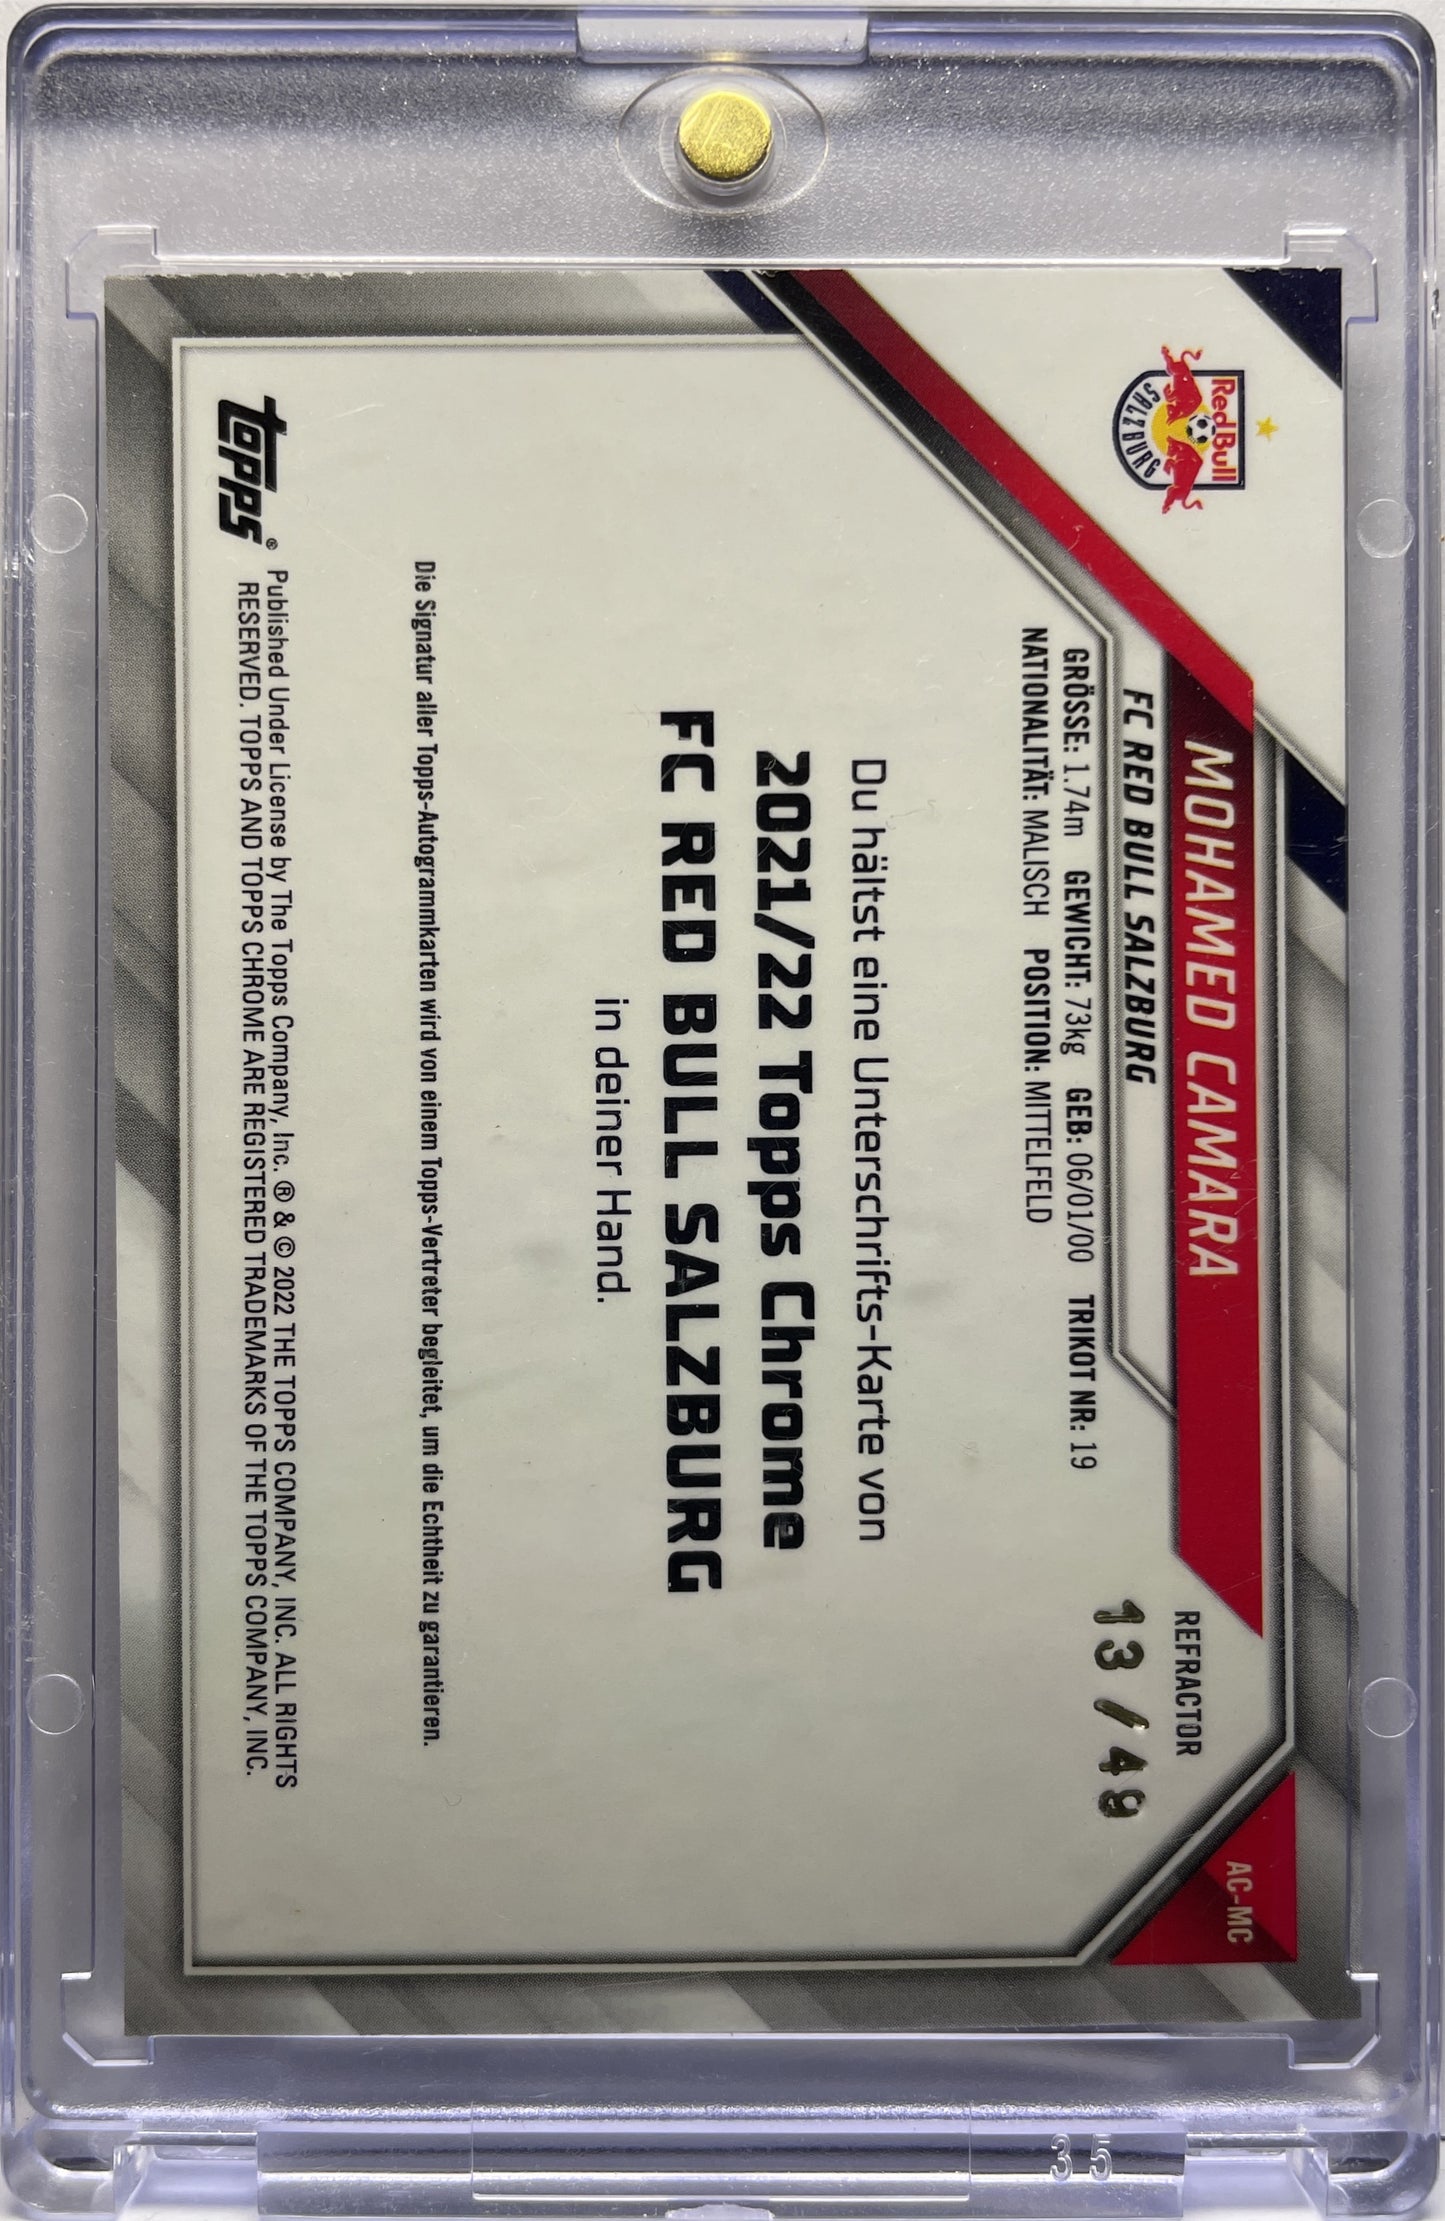 Red Bull
SALZBURG
MOHAMED CAMARA
FC RED BULL SALZBURG
REFRACTOR
AC-MC
GRÖSSE: 1.74m GEWICHT: 73kg GEB: 06/01/00 TRIKOT NR: 19
13/49
NATIONALITÄT: MALISCH POSITION: MITTELFELD
Du hältst eine Unterschrifts-Karte von
2021/22 Topps Chrome
FC RED BULL SALZBURG
in deiner Hand.
Die Signatur aller Topps-Autogrammkarten wird von einem Topps-Vertreter begleitet, um die Echtheit zu garantieren.
topps®
Published Under License by The Topps Company, Inc. ® & © 2022 THE TOPPS COMPANY, INC. ALL RIGHTS
RESERVED. TOPPS AND TOPPS CHROME ARE REGISTERED TRADEMARKS OF THE TOPPS COMPANY, INC.
35